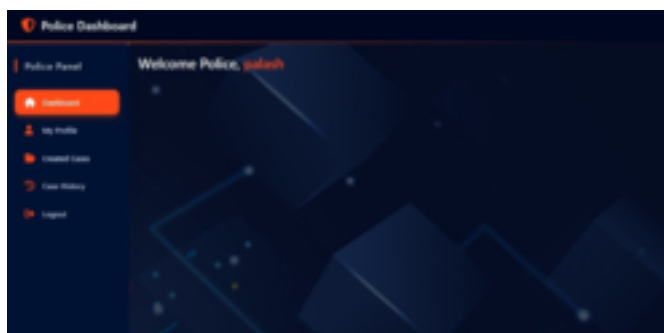 Police Dashboard
Police Panel
Welcome Police, palash
Dashboard
My Profile
Created Cases
Case History
Logout